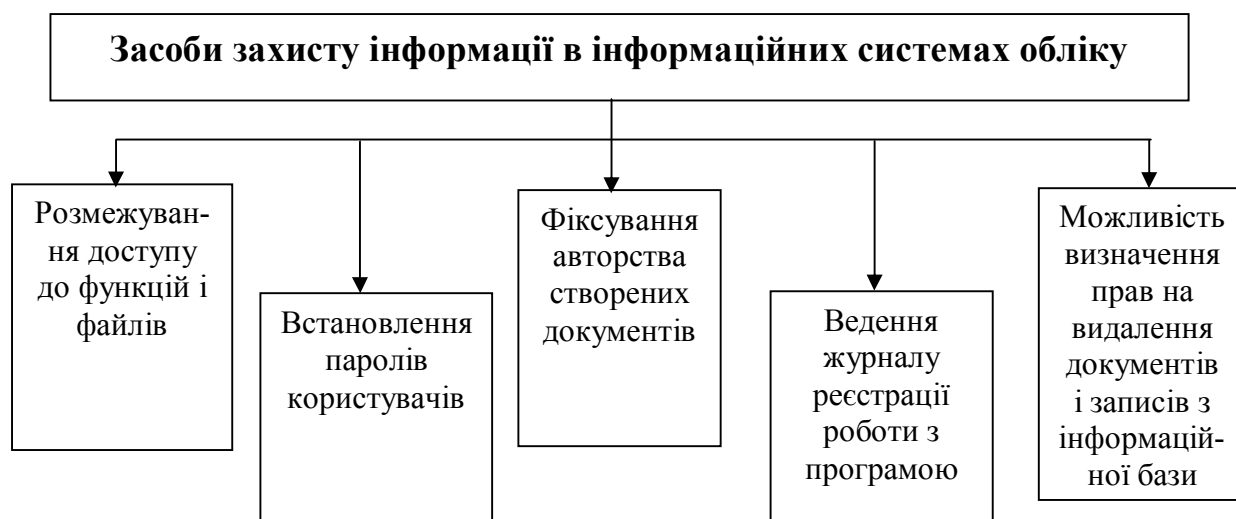 Засоби захисту інформації в інформаційних системах обліку
Розмежуван-
ня доступу
до функцій і
файлів
Встановлення
паролів
користувачів
Фіксування
авторства
створених
документів
Ведення
журналу
реєстрації
роботи з
програмою
Можливість
визначення
прав на
видалення
документів
і записів з
інформацій-
ної бази